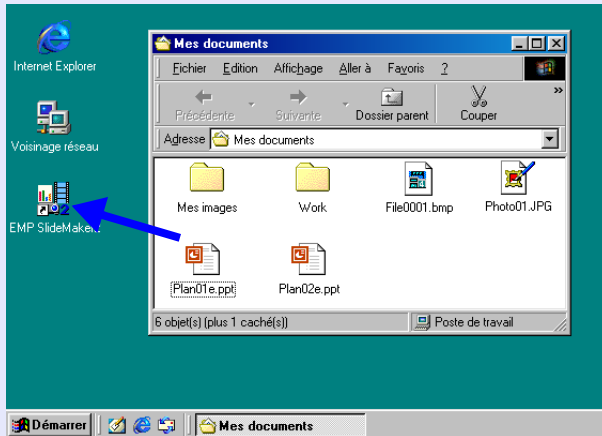 Internet Explorer
Voisinage réseau
EMP SlideMaker2
Mes documents
Fichier Edition Affichage Aller à Favoris ?
Précédente Suivante Dossier parent Couper »
Adresse Mes documents
Mes images Work File0001.bmp Photo01.JPG
Plan01e.ppt Plan02e.ppt
6 objet(s) (plus 1 caché(s)) Poste de travail
Démarrer Mes documents